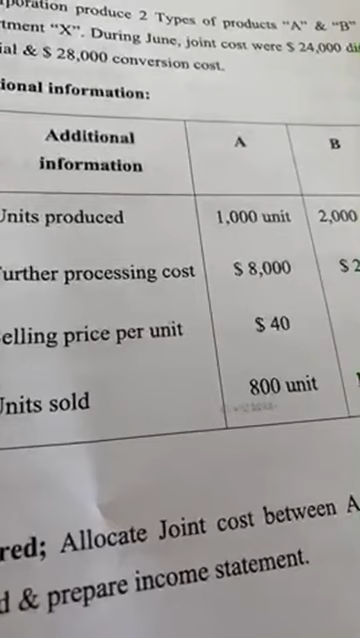 poration produce 2 Types of products "A" & "B"
rtment "X". During June, joint cost were $ 24,000 di
ial & $ 28,000 conversion cost.
ional information:
Additional information A B
Units produced 1,000 unit 2,000
urther processing cost $ 8,000 $ 2
elling price per unit $ 40
Units sold 800 unit
red; Allocate Joint cost between A
d & prepare income statement.